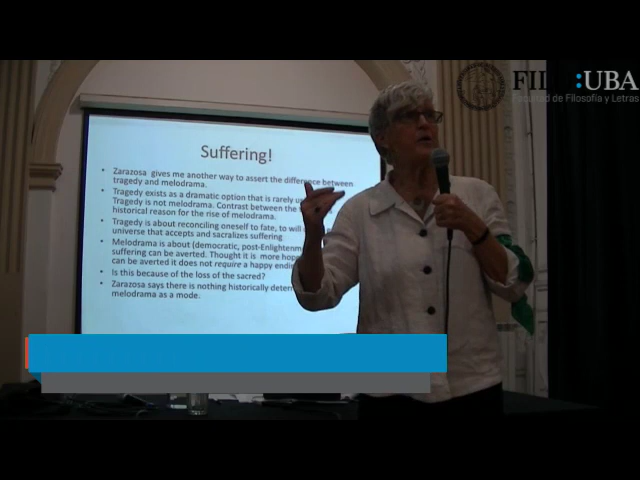 :UBA
Facultad de Filosofía y Letras
Suffering!
• Zarazosa gives me another way to assert the difference between
tragedy and melodrama.
• Tragedy exists as a dramatic option that is rarely
Tragedy is not melodrama. Contrast between the
historical reason for the rise of melodrama.
• Tragedy is about reconciling oneself to fate, to will
universe that accepts and sacralizes suffering
• Melodrama is about (democratic, post-Enlightenm
suffering can be averted. Thought it is more hop
can be averted it does not require a happy endin
• Is this because of the loss of the sacred?
• Zarazosa says there is nothing historically deter
melodrama as a mode.